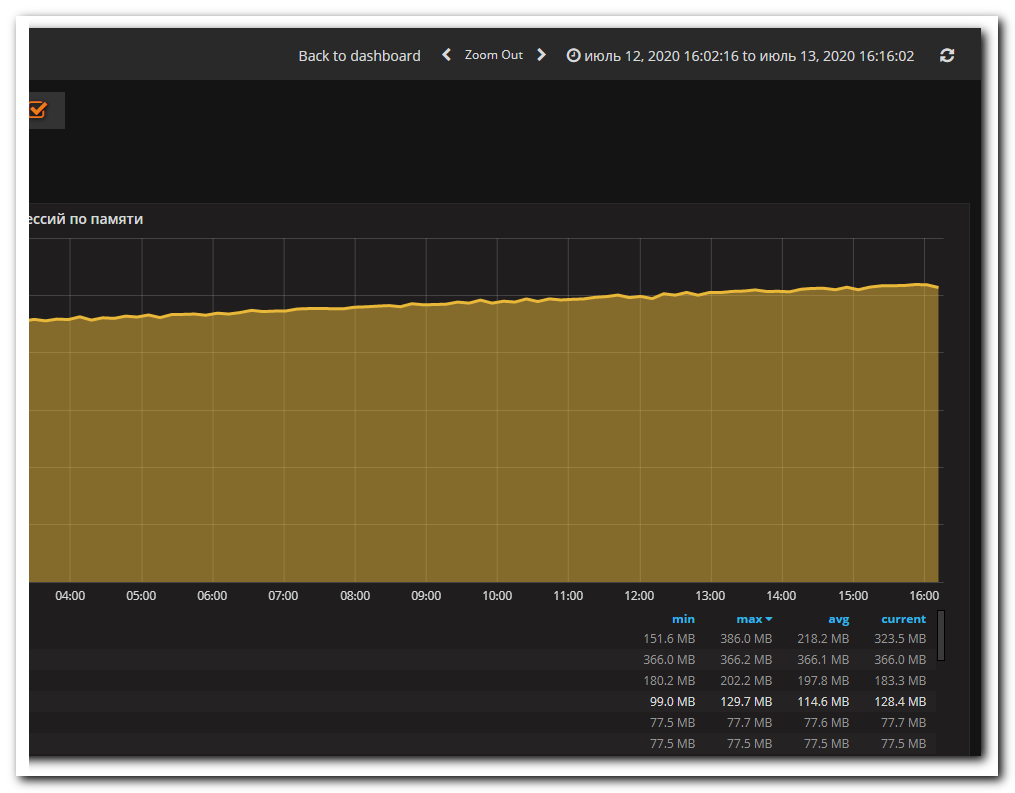 Back to dashboard Zoom Out июль 12, 2020 16:02:16 to июль 13, 2020 16:16:02
ессий по памяти
04:00 05:00 06:00 07:00 08:00 09:00 10:00 11:00 12:00 13:00 14:00 15:00 16:00
min max avg current
151.6 MB 386.0 MB 218.2 MB 323.5 MB
366.0 MB 366.2 MB 366.1 MB 366.0 MB
180.2 MB 202.2 MB 197.8 MB 183.3 MB
99.0 MB 129.7 MB 114.6 MB 128.4 MB
77.5 MB 77.7 MB 77.6 MB 77.7 MB
77.5 MB 77.5 MB 77.5 MB 77.5 MB